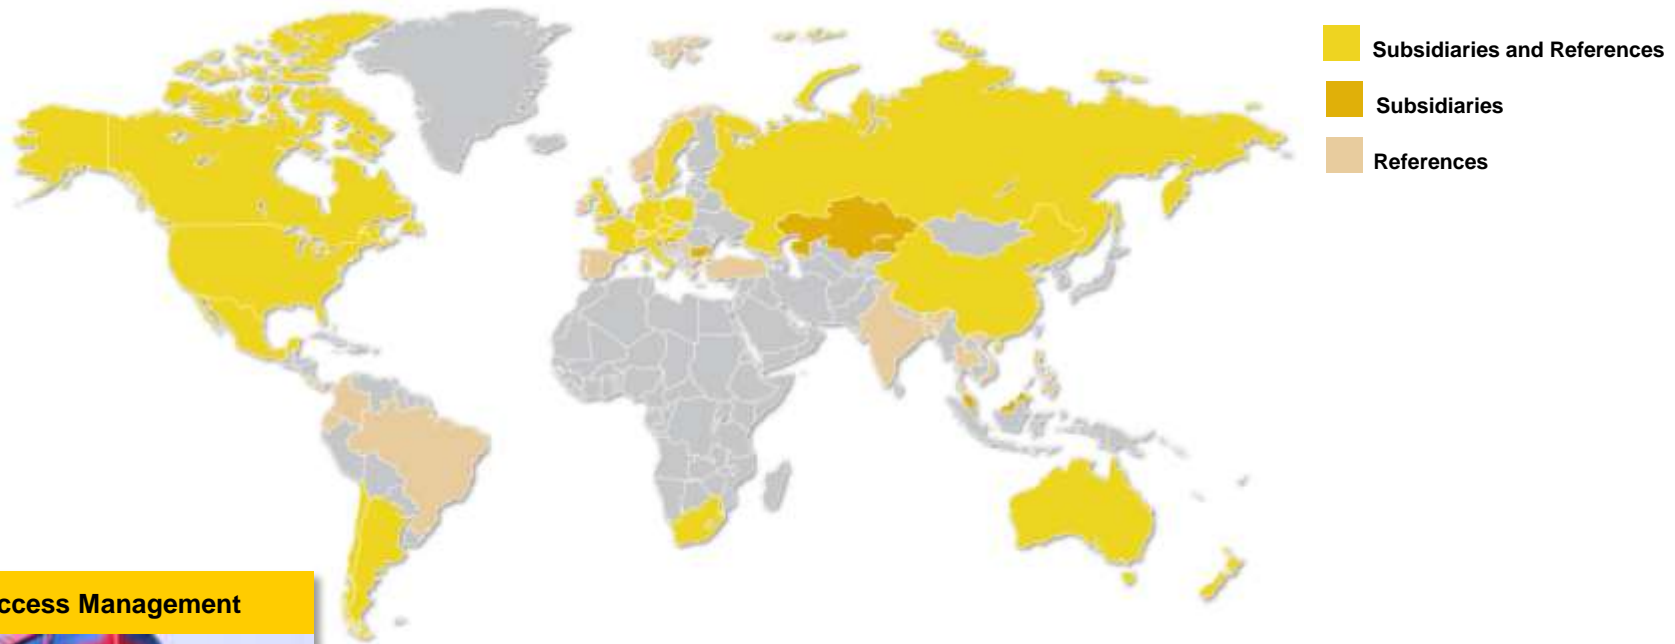 Subsidiaries and References
Subsidiaries
References
ccess Management